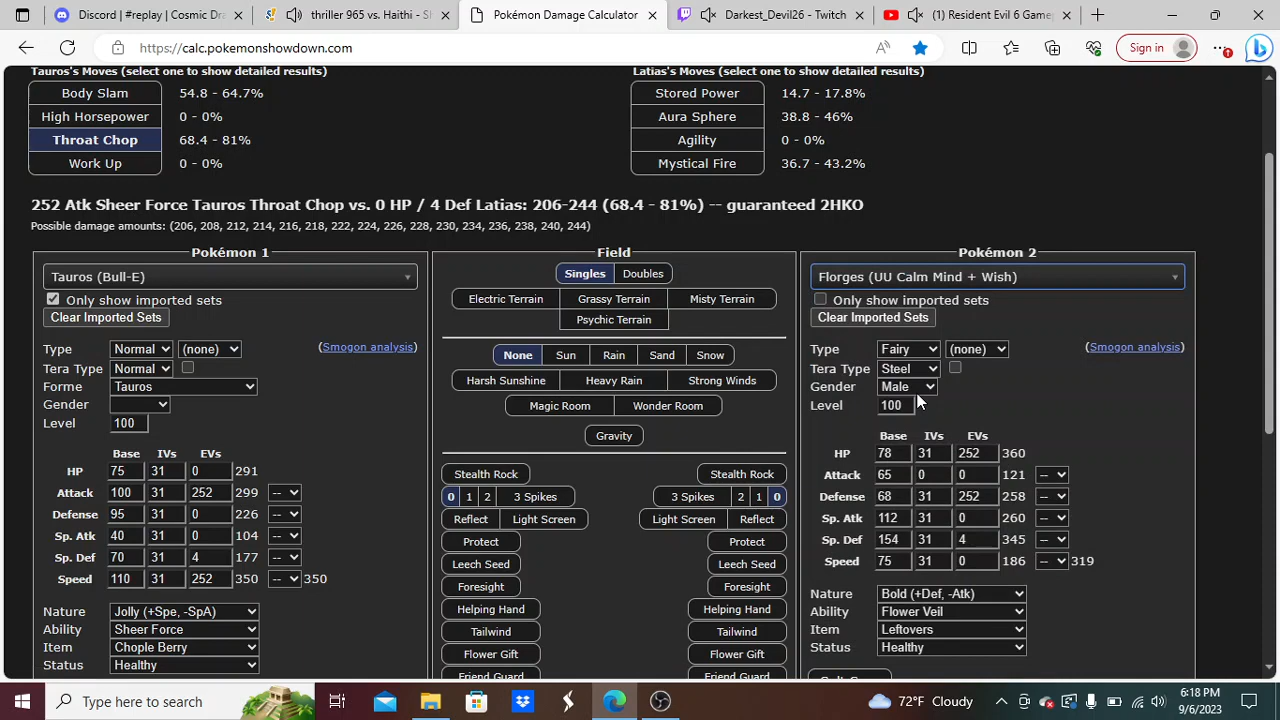 Discord | #replay | Cosmic Dr
thriller 965 vs. Haithi - S
Pokémon Damage Calculator
Darkest_Devil26 - Twitch
(1) Resident Evil 6 Game
https://calc.pokemonshowdown.com
Sign in
Tauros's Moves (select one to show detailed results)
Latias's Moves (select one to show detailed results)
Body Slam 54.8 - 64.7%
Stored Power 14.7 - 17.8%
High Horsepower 0 - 0%
Aura Sphere 38.8 - 46%
Throat Chop 68.4 - 81%
Agility 0 - 0%
Work Up 0 - 0%
Mystical Fire 36.7 - 43.2%
252 Atk Sheer Force Tauros Throat Chop vs. 0 HP / 4 Def Latias: 206-244 (68.4 - 81%) -- guaranteed 2HKO
Possible damage amounts: (206, 208, 212, 214, 216, 218, 222, 224, 226, 228, 230, 234, 236, 238, 240, 244)
Pokémon 1
Tauros (Bull-E)
Only show imported sets
Clear Imported Sets
Type Normal (none) (Smogon analysis)
Tera Type Normal
Forme Tauros
Gender
Level 100
Base IVs EVs
HP 75 31 0 291
Attack 100 31 252 299 --
Defense 95 31 0 226 --
Sp. Atk 40 31 0 104 --
Sp. Def 70 31 4 177 --
Speed 110 31 252 350 -- 350
Nature Jolly (+Spe, -SpA)
Ability Sheer Force
Item Chople Berry
Status Healthy
Field
Singles Doubles
Electric Terrain Grassy Terrain Misty Terrain
Psychic Terrain
None Sun Rain Sand Snow
Harsh Sunshine Heavy Rain Strong Winds
Magic Room Wonder Room
Gravity
Stealth Rock Stealth Rock
0 1 2 3 Spikes 3 Spikes 2 1 0
Reflect Light Screen Light Screen Reflect
Protect Protect
Leech Seed Leech Seed
Foresight Foresight
Helping Hand Helping Hand
Tailwind Tailwind
Flower Gift Flower Gift
Friend Guard Friend Guard
Pokémon 2
Florges (UU Calm Mind + Wish)
Only show imported sets
Clear Imported Sets
Type Fairy (none) (Smogon analysis)
Tera Type Steel
Gender Male
Level 100
Base IVs EVs
HP 78 31 252 360
Attack 65 0 0 121 --
Defense 68 31 252 258 --
Sp. Atk 112 31 0 260 --
Sp. Def 154 31 4 345 --
Speed 75 31 0 186 -- 319
Nature Bold (+Def, -Atk)
Ability Flower Veil
Item Leftovers
Status Healthy
Type here to search
72°F Cloudy
6:18 PM
9/6/2023